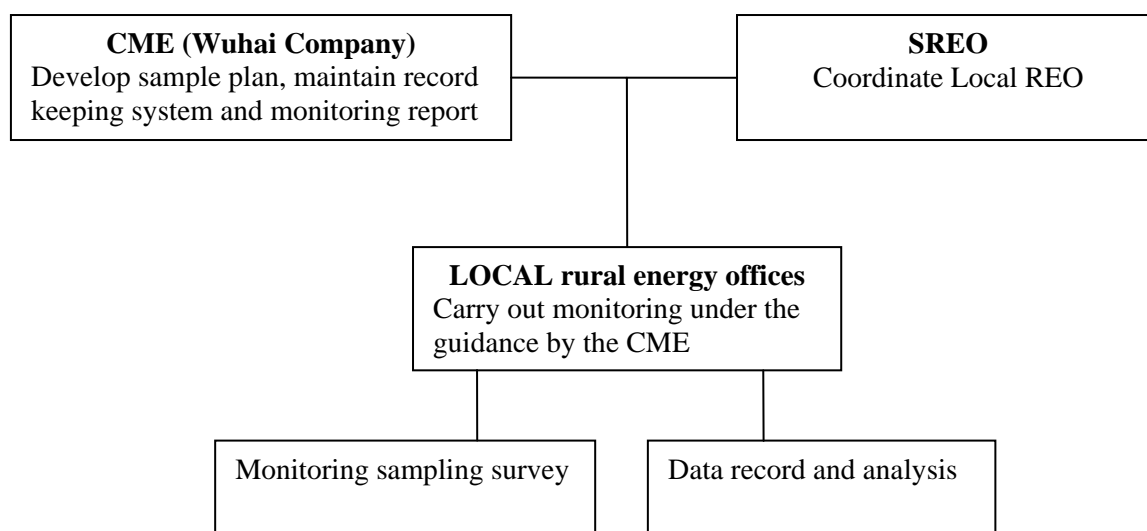 CME (Wuhai Company)
Develop sample plan, maintain record
keeping system and monitoring report
SREO
Coordinate Local REO
LOCAL rural energy offices
Carry out monitoring under the
guidance by the CME
Monitoring sampling survey
Data record and analysis